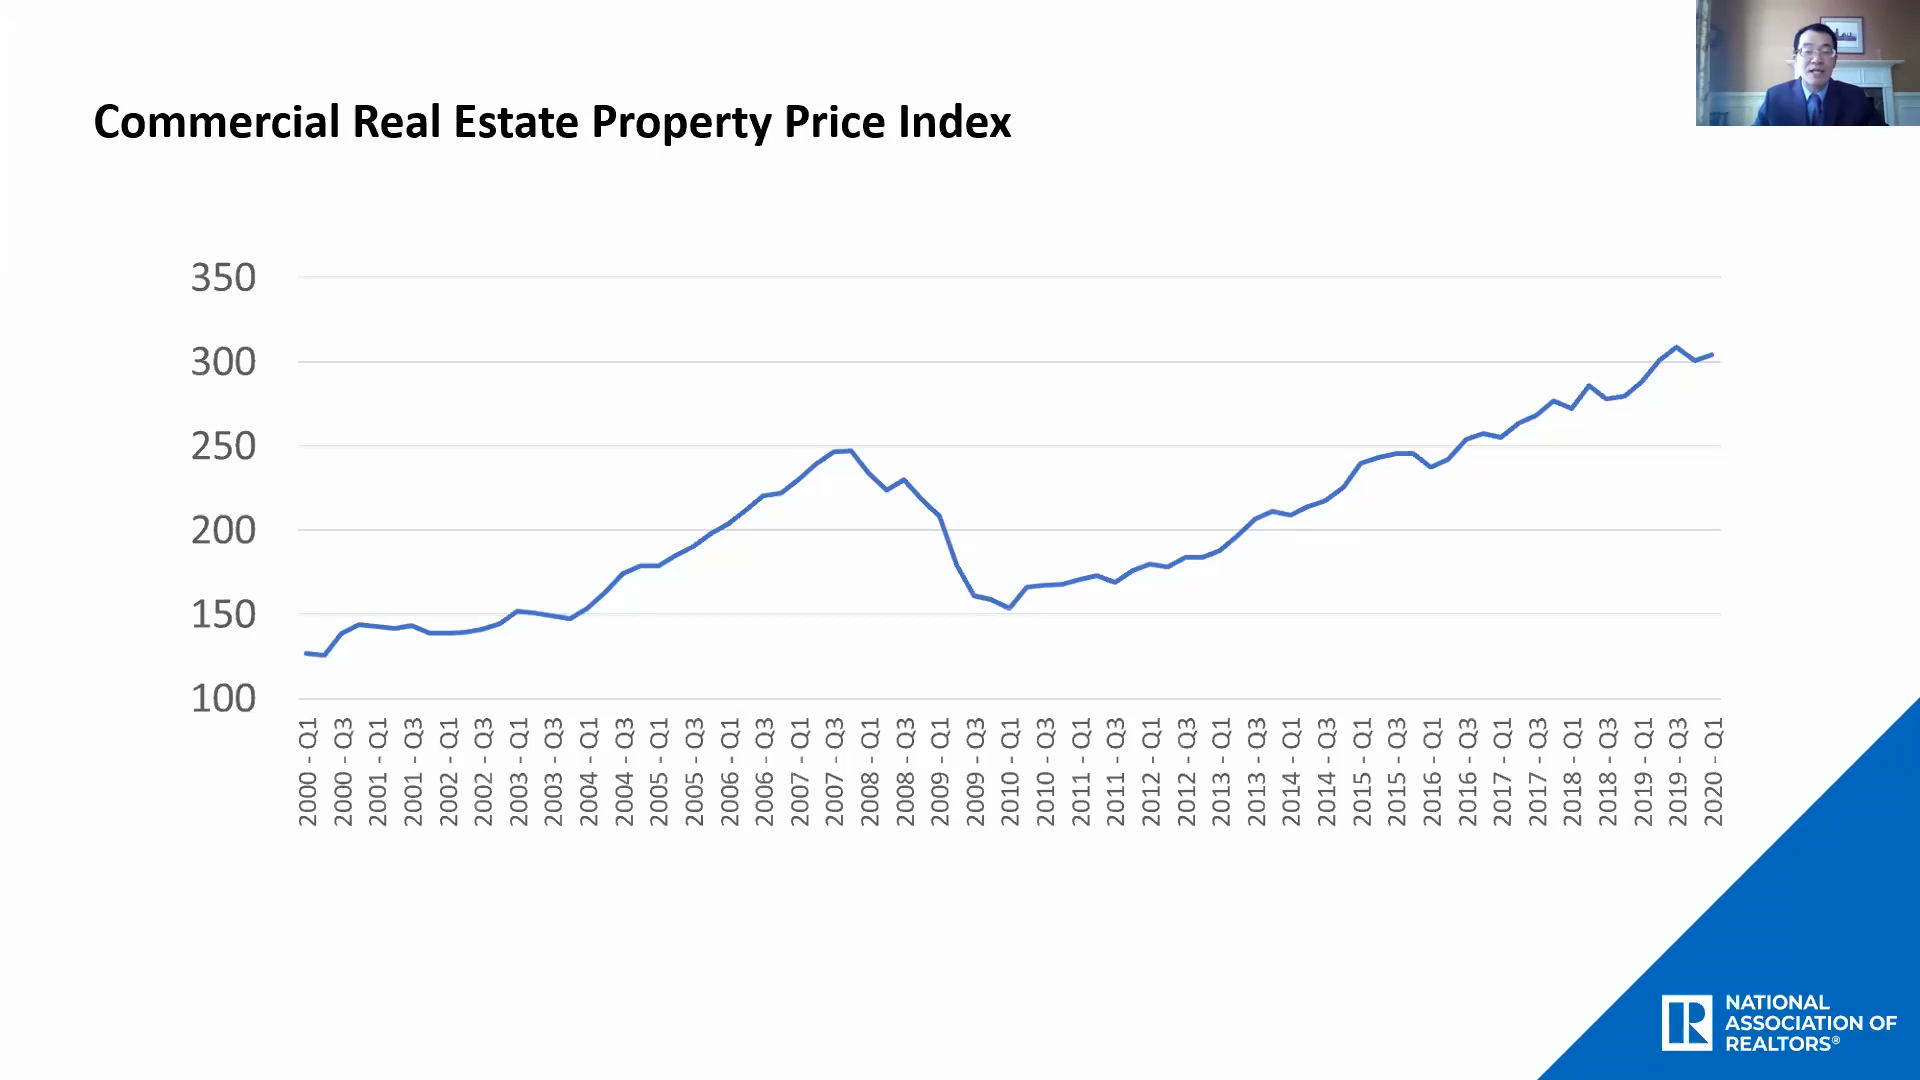 Commercial Real Estate Property Price Index
350
300
250
200
150
100
2000 - Q1
2000 - Q3
2001 - Q1
2001 - Q3
2002 - Q1
2002 - Q3
2003 - Q1
2003 - Q3
2004 - Q1
2004 - Q3
2005 - Q1
2005 - Q3
2006 - Q1
2006 - Q3
2007 - Q1
2007 - Q3
2008 - Q1
2008 - Q3
2009 - Q1
2009 - Q3
2010 - Q1
2010 - Q3
2011 - Q1
2011 - Q3
2012 - Q1
2012 - Q3
2013 - Q1
2013 - Q3
2014 - Q1
2014 - Q3
2015 - Q1
2015 - Q3
2016 - Q1
2016 - Q3
2017 - Q1
2017 - Q3
2018 - Q1
2018 - Q3
2019 - Q1
2019 - Q3
2020 - Q1
R
NATIONAL
ASSOCIATION OF
REALTORS®